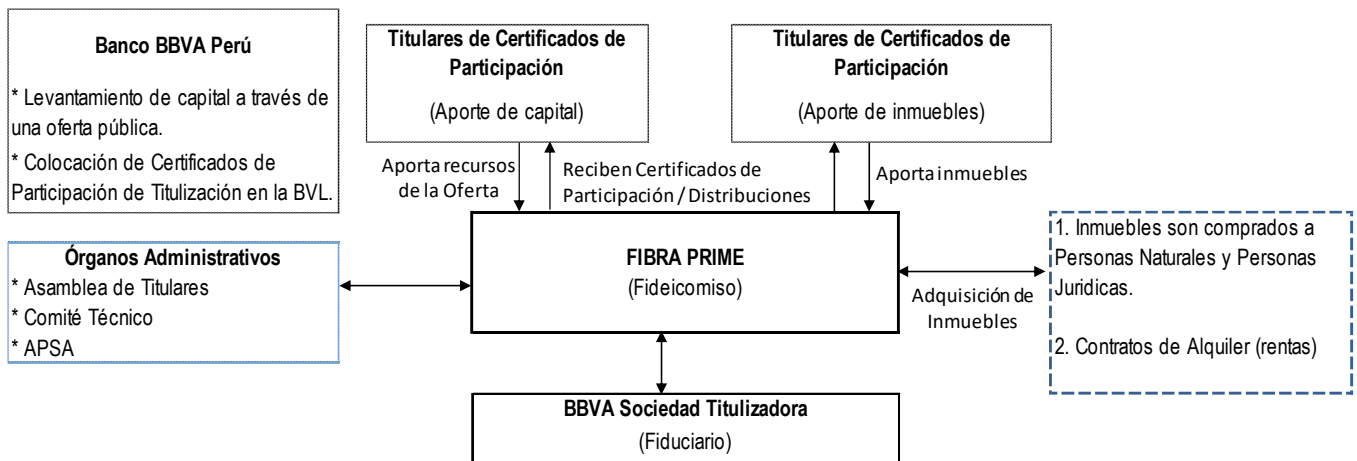 Banco BBVA Perú
* Levantamiento de capital a través de
una oferta pública.
* Colocación de Certificados de
Participación de Titulización en la BVL.
Titulares de Certificados de
Participación
(Aporte de capital)
Titulares de Certificados de
Participación
(Aporte de inmuebles)
Aporta recursos
de la Oferta
Reciben Certificados de
Participación / Distribuciones
Aporta inmuebles
Órganos Administrativos
* Asamblea de Titulares
* Comité Técnico
* APSA
FIBRA PRIME
(Fideicomiso)
Adquisición de
Inmuebles
1. Inmuebles son comprados a
Personas Naturales y Personas
Juridicas.
2. Contratos de Alquiler (rentas)
BBVA Sociedad Titulizadora
(Fiduciario)